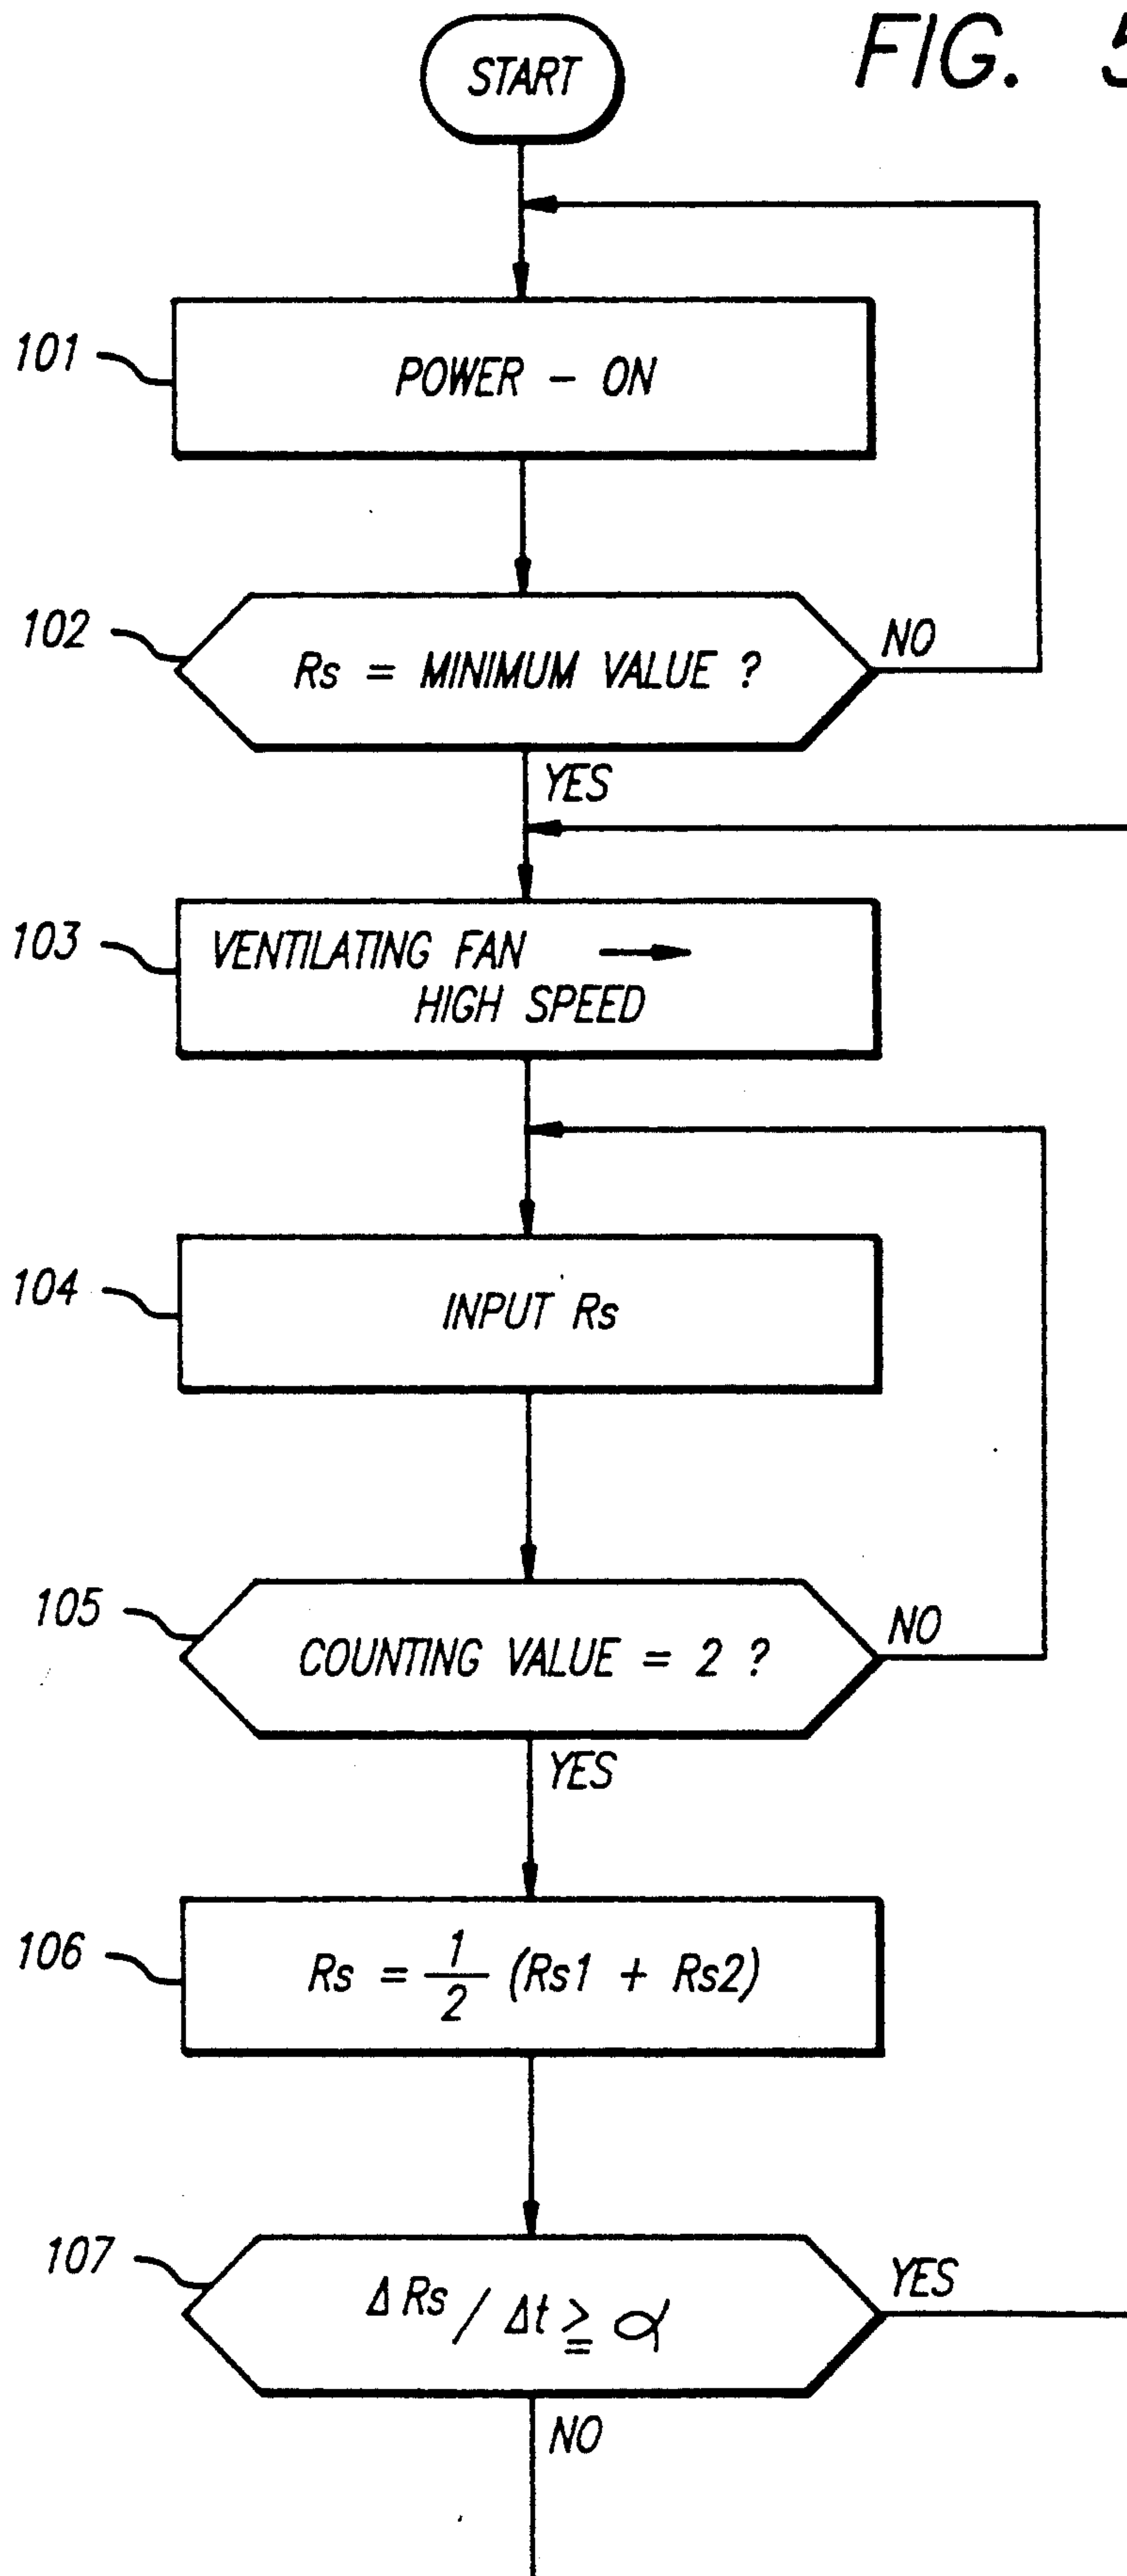 START
FIG. 5
101
POWER - ON
102
Rs = MINIMUM VALUE ?
NO
YES
103
VENTILATING FAN →
HIGH SPEED
104
INPUT Rs
105
COUNTING VALUE = 2 ?
NO
YES
106
Rs = 1/2 (Rs1 + Rs2)
107
Δ Rs / Δt ≧ α
YES
NO